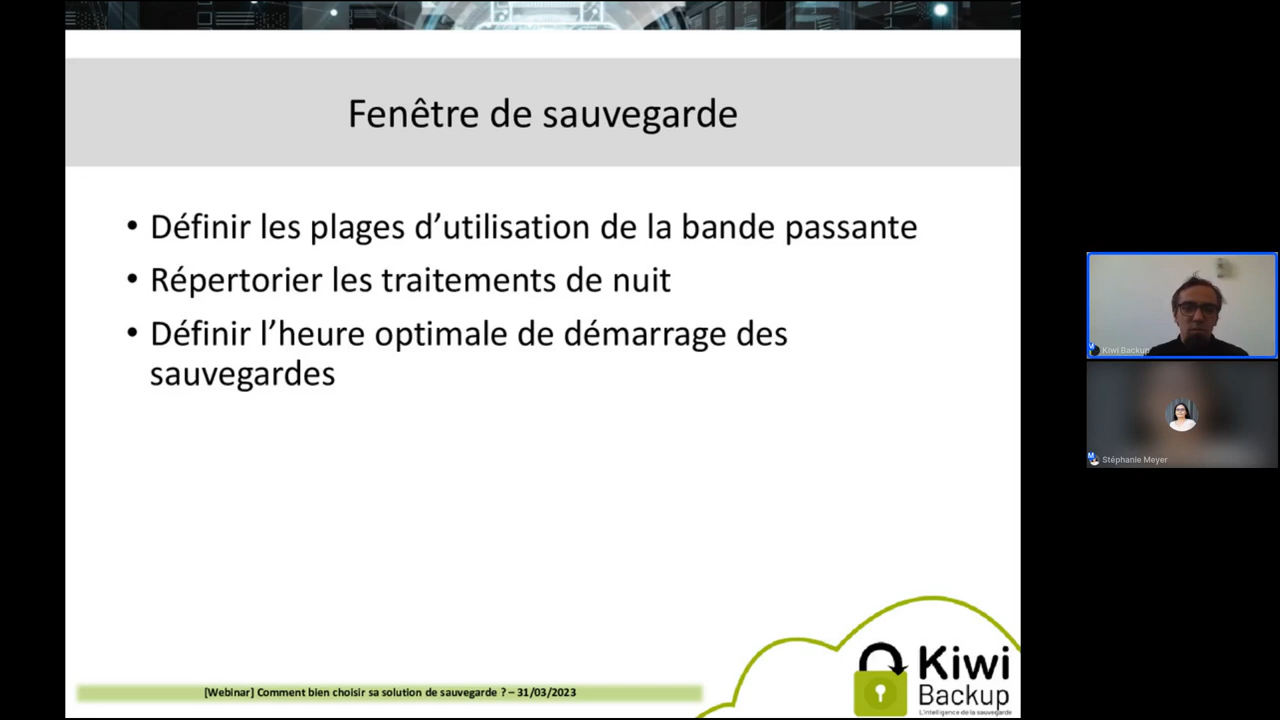 Fenêtre de sauvegarde
• Définir les plages d’utilisation de la bande passante
• Répertorier les traitements de nuit
• Définir l’heure optimale de démarrage des
sauvegardes
Kiwi Backup
Stéphanie Meyer
[Webinar] Comment bien choisir sa solution de sauvegarde ? – 31/03/2023
Kiwi
Backup
L'intelligence de la sauvegarde